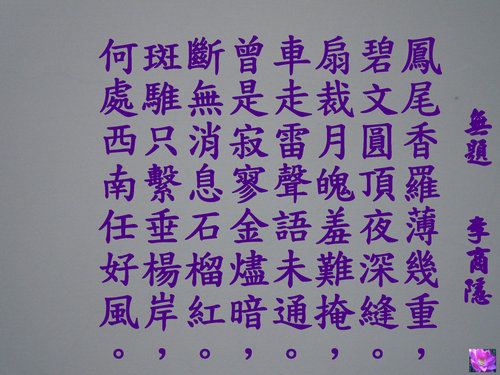 無題 李商隱
鳳尾香羅薄幾重，
碧文圓頂夜深縫。
扇裁月魄羞難掩，
車走雷聲語未通。
曾是寂寥金燼暗，
斷無消息石榴紅。
斑騅只繫垂楊岸，
何處西南任好風。